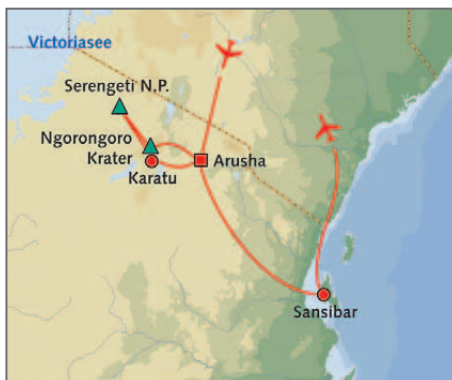 Victoriasee
Serengeti N.P.
Ngorongoro
Krater
Karatu
Arusha
Sansibar